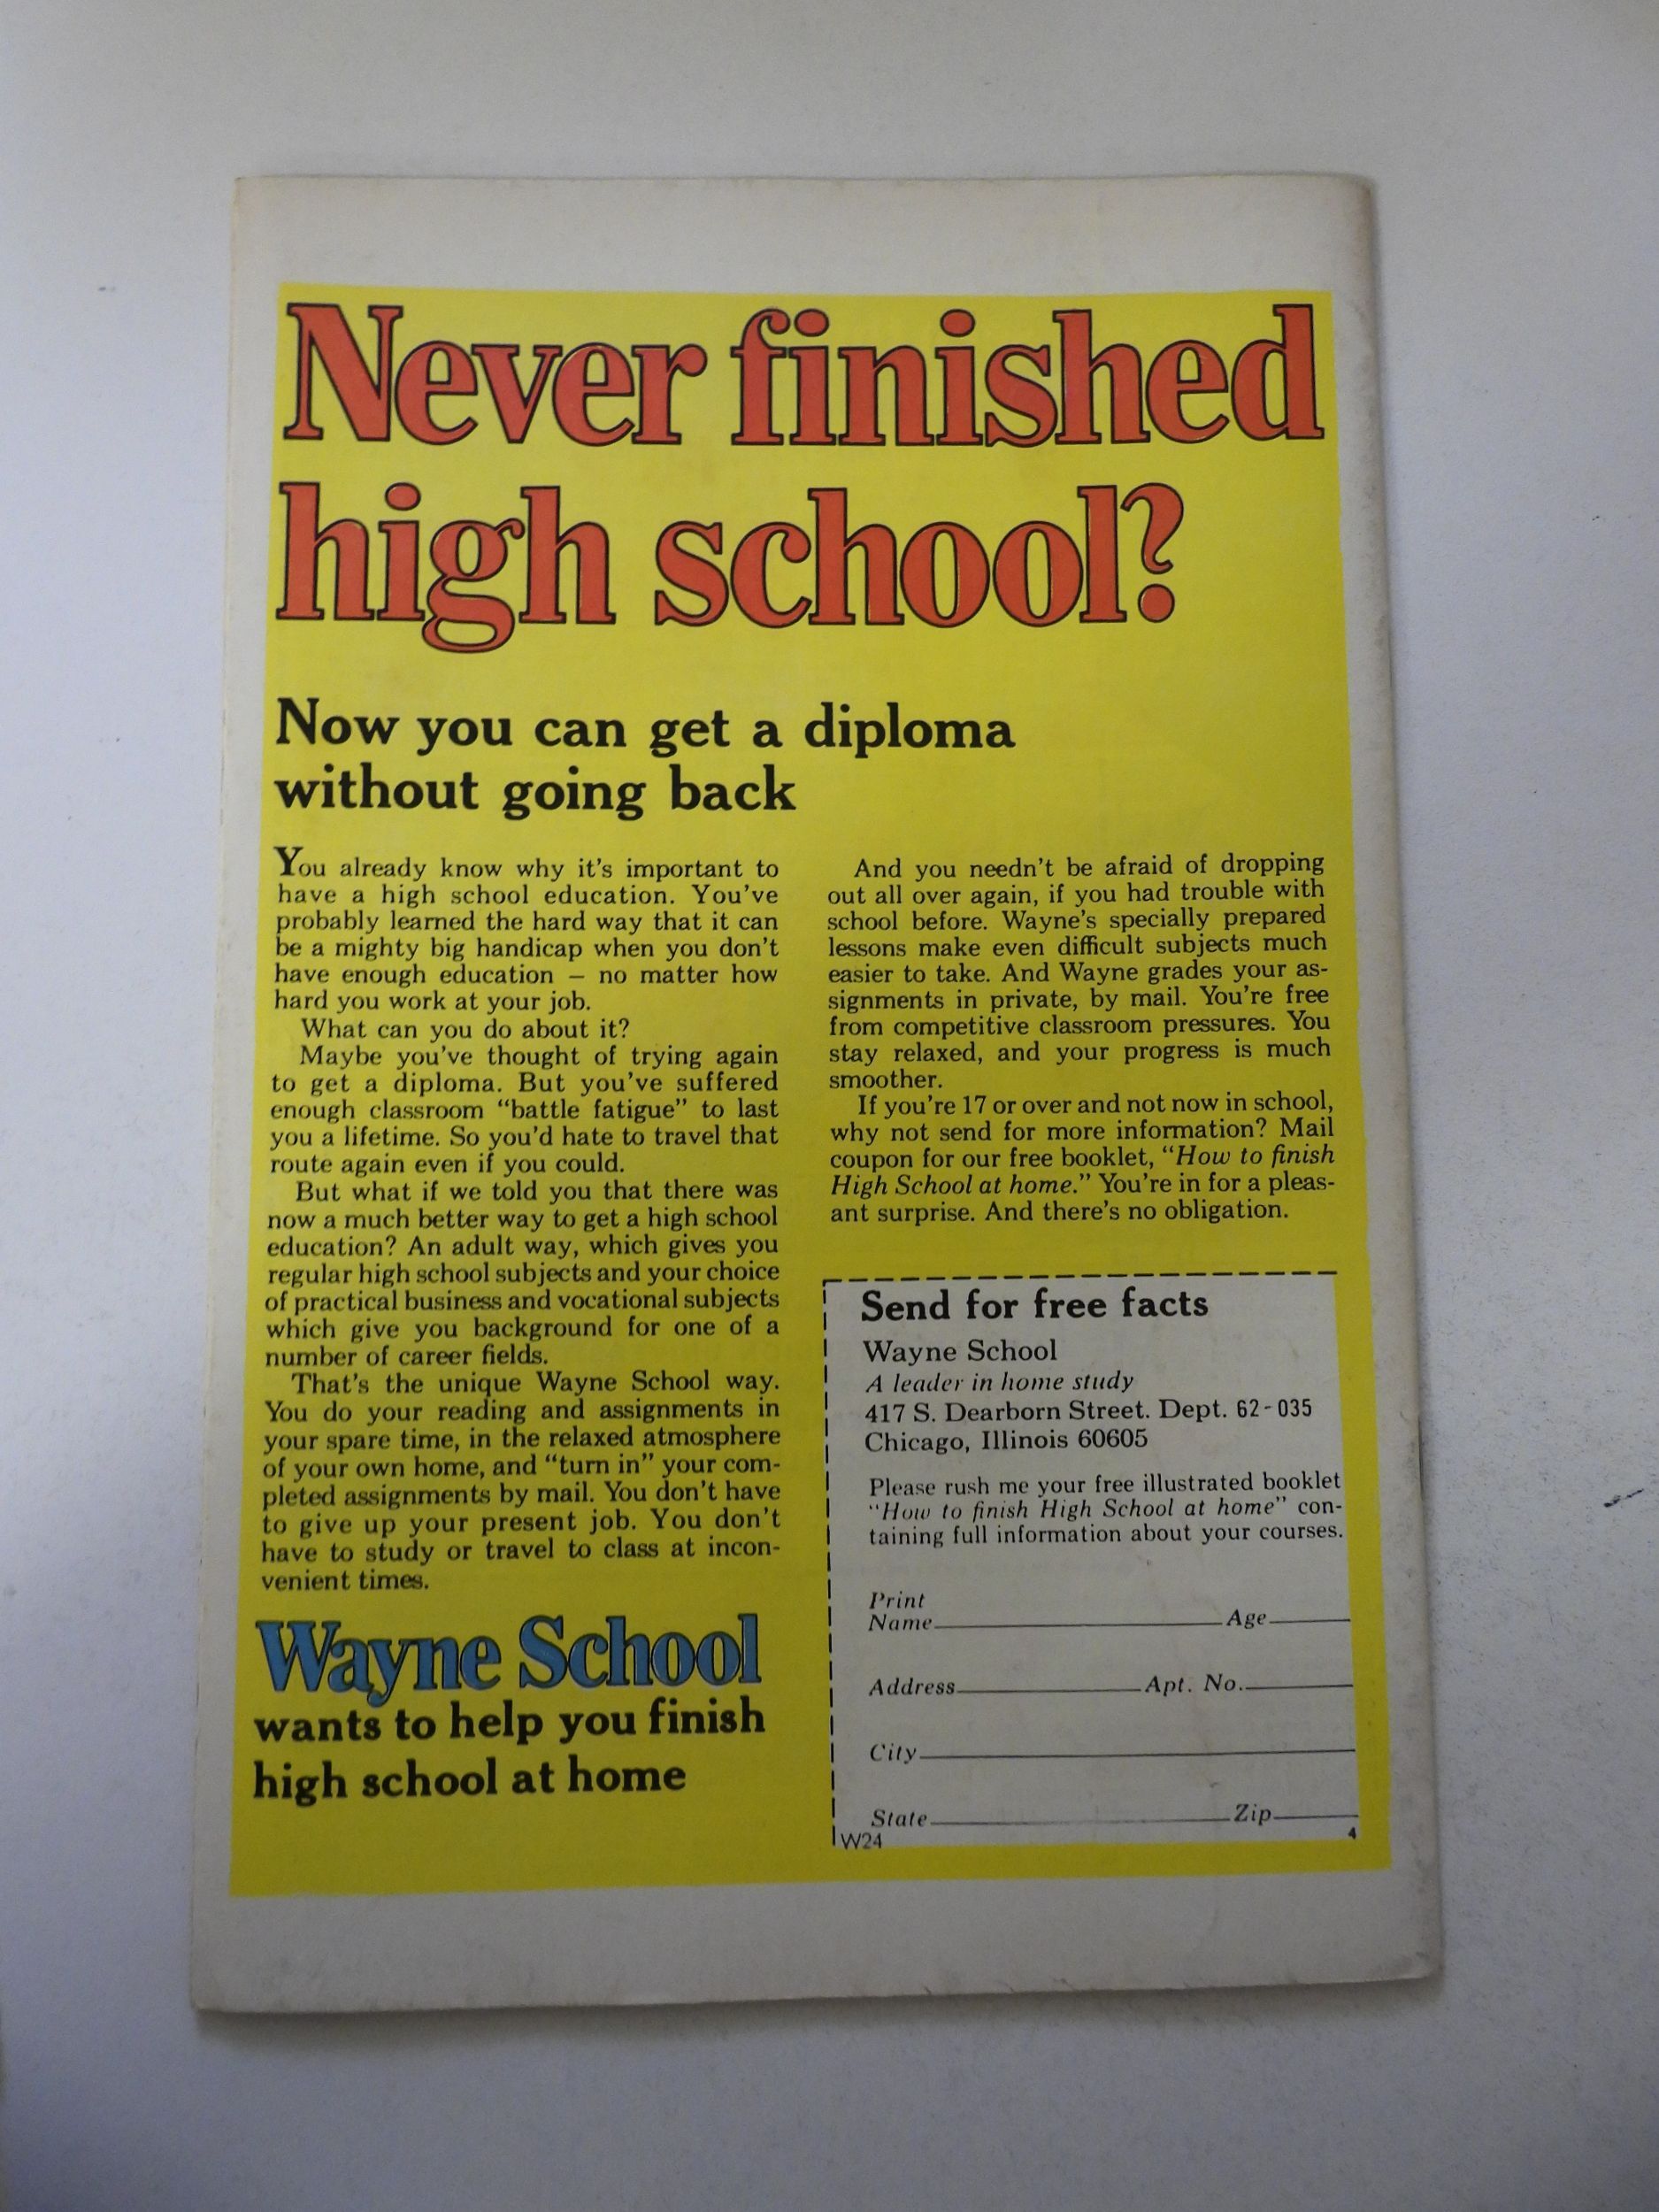 Never finished
high school?
Now you can get a diploma
without going back
You already know why it's important to
have a high school education. You've
probably learned the hard way that it can
be a mighty big handicap when you don't
have enough education – no matter how
hard you work at your job.
What can you do about it?
Maybe you've thought of trying again
to get a diploma. But you've suffered
enough classroom “battle fatigue” to last
you a lifetime. So you'd hate to travel that
route again even if you could.
But what if we told you that there was
now a much better way to get a high school
education? An adult way, which gives you
regular high school subjects and your choice
of practical business and vocational subjects
which give you background for one of a
number of career fields.
That's the unique Wayne School way.
You do your reading and assignments in
your spare time, in the relaxed atmosphere
of your own home, and “turn in” your com-
pleted assignments by mail. You don't have
to give up your present job. You don't
have to study or travel to class at incon-
venient times.
Wayne School
wants to help you finish
high school at home
And you needn't be afraid of dropping
out all over again, if you had trouble with
school before. Wayne's specially prepared
lessons make even difficult subjects much
easier to take. And Wayne grades your as-
signments in private, by mail. You're free
from competitive classroom pressures. You
stay relaxed, and your progress is much
smoother.
If you're 17 or over and not now in school,
why not send for more information? Mail
coupon for our free booklet, “How to finish
High School at home.” You're in for a pleas-
ant surprise. And there's no obligation.
Send for free facts
Wayne School
A leader in home study
417 S. Dearborn Street. Dept. 62-035
Chicago, Illinois 60605
Please rush me your free illustrated booklet
“How to finish High School at home” con-
taining full information about your courses.
Print
Name Age
Address Apt. No.
City
State Zip
W24 4